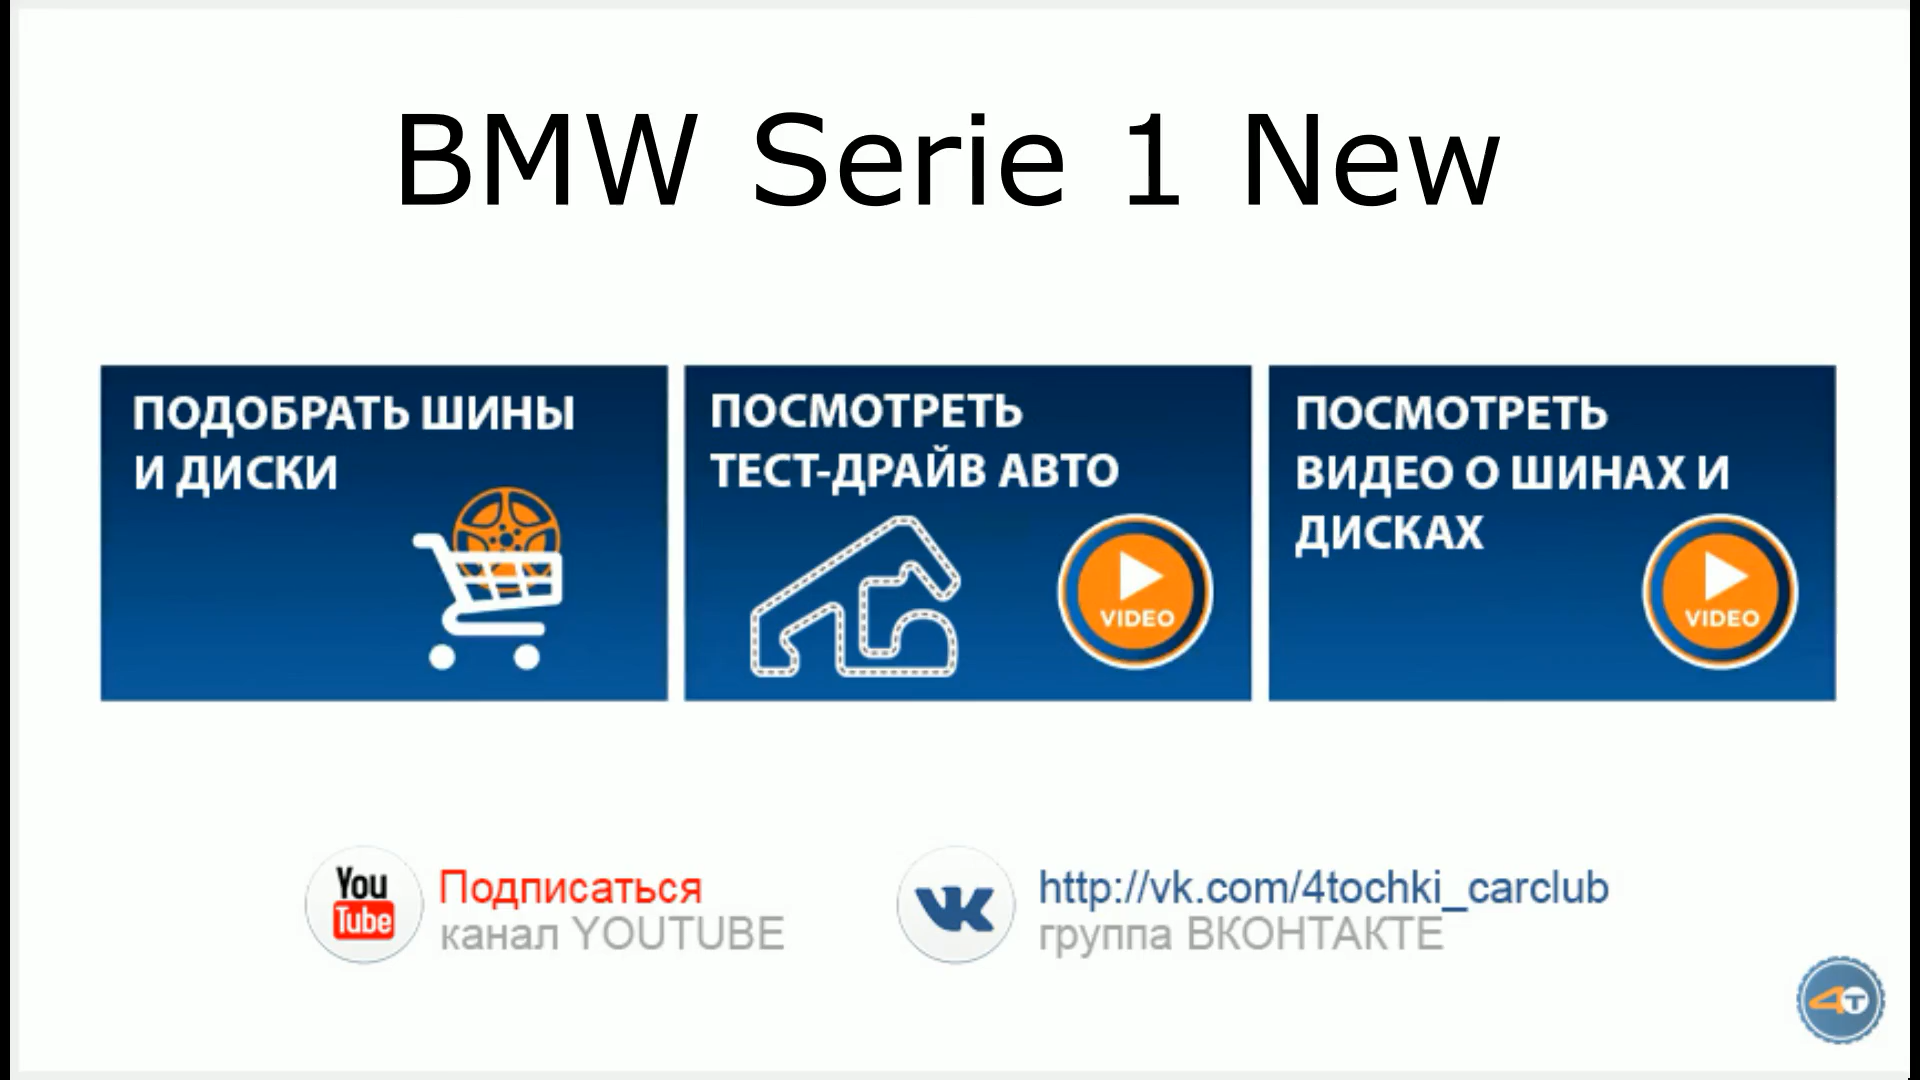 BMW Serie 1 New
ПОДОБРАТЬ ШИНЫ
И ДИСКИ
ПОСМОТРЕТЬ
ТЕСТ-ДРАЙВ АВТО
VIDEO
ПОСМОТРЕТЬ
ВИДЕО О ШИНАХ И
ДИСКАХ
VIDEO
You
Tube
Подписаться
канал YOUTUBE
http://vk.com/4tochki_carclub
группа ВКОНТАКТЕ
4T